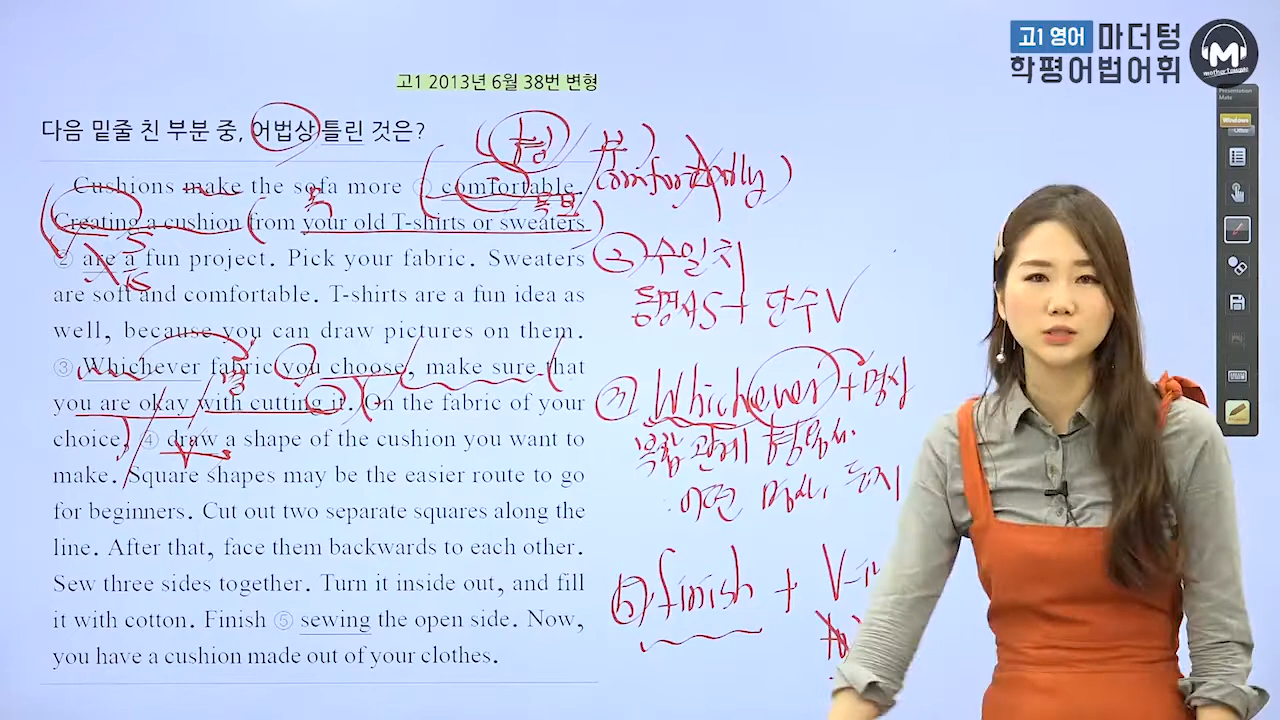 고1 영어 마더텅
학평어법어휘
M
mothertongue
Presentation
Mate
Windows
Office
고1 2013년 6월 38번 변형
다음 밑줄 친 부분 중, 어법상 틀린 것은?
Cushions make the sofa more ① comfortable.
Creating a cushion from your old T-shirts or sweaters
② are a fun project. Pick your fabric. Sweaters
are soft and comfortable. T-shirts are a fun idea as
well, because you can draw pictures on them.
③ Whichever fabric you choose, make sure that
you are okay with cutting it. On the fabric of your
choice, ④ draw a shape of the cushion you want to
make. Square shapes may be the easier route to go
for beginners. Cut out two separate squares along the
line. After that, face them backwards to each other.
Sew three sides together. Turn it inside out, and fill
it with cotton. Finish ⑤ sewing the open side. Now,
you have a cushion made out of your clothes.
형 / 부
comfortably
S
is
② 수일치
동명사S + 단수V
③ Whichever + 명사
복합 관계 형용사
어떤 명사 든지
⑤ finish +